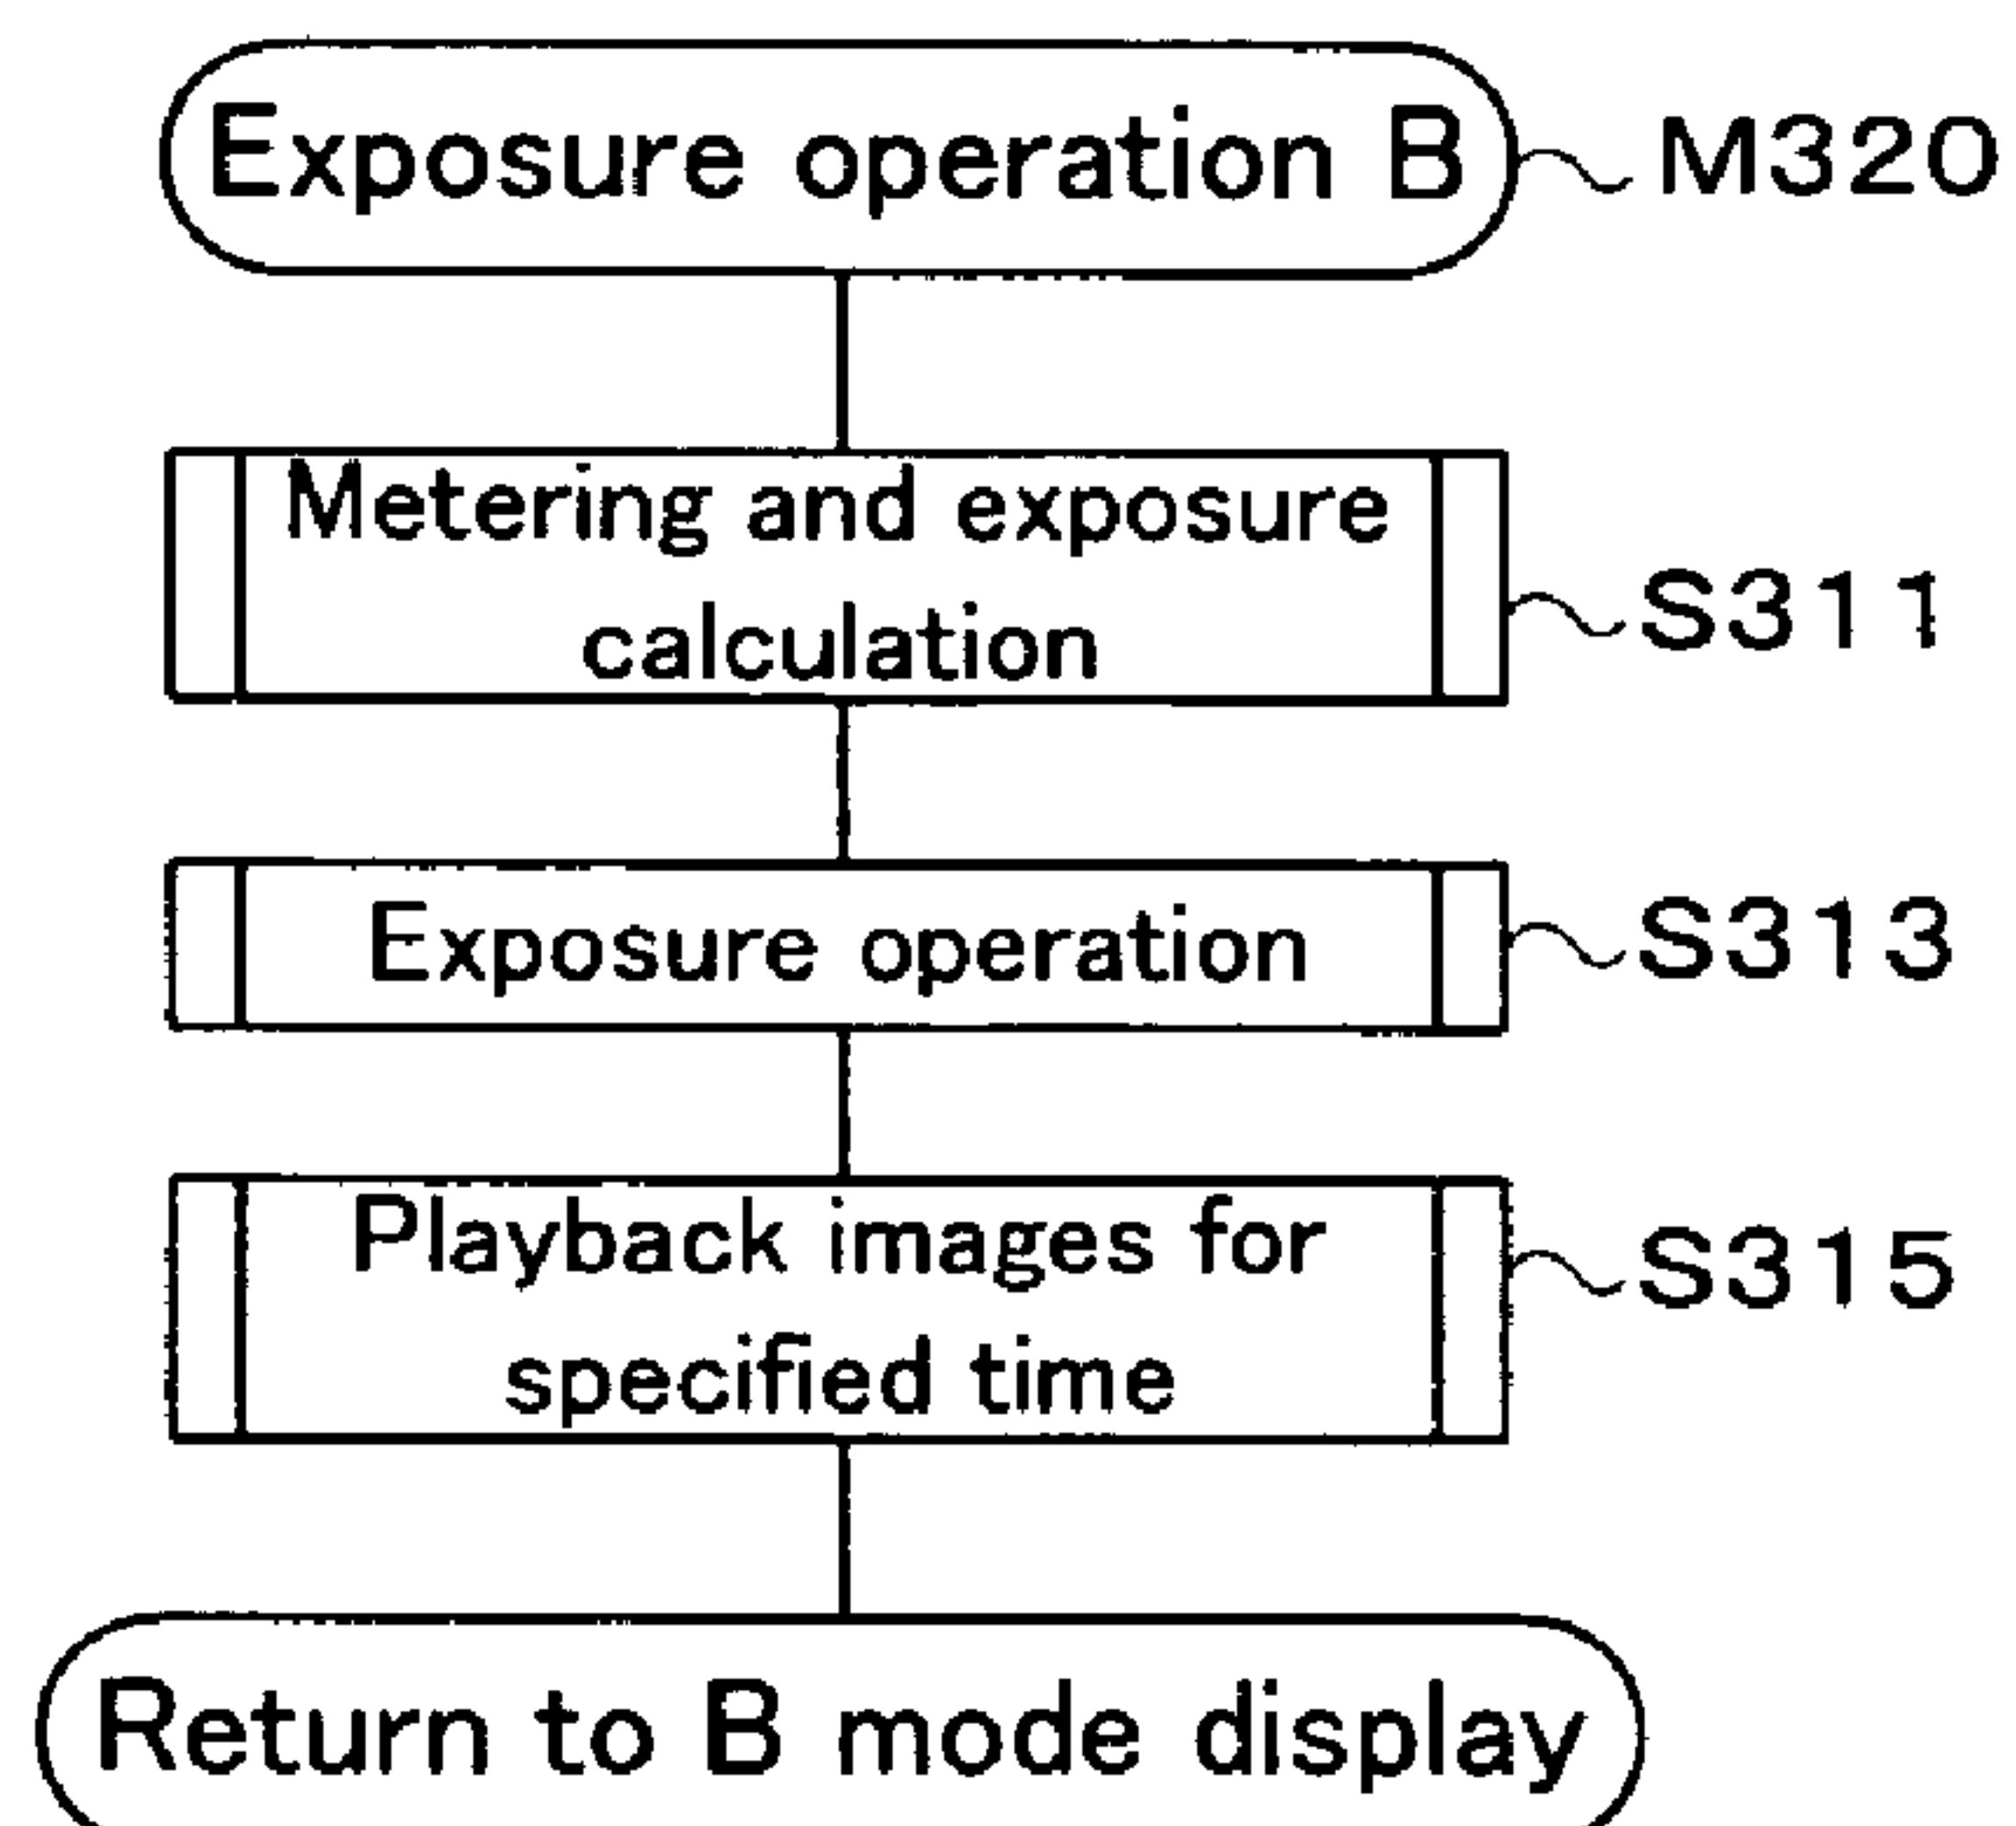 Exposure operation B M320
Metering and exposure
calculation
S311
Exposure operation S313
Playback images for
specified time
S315
Return to B mode display